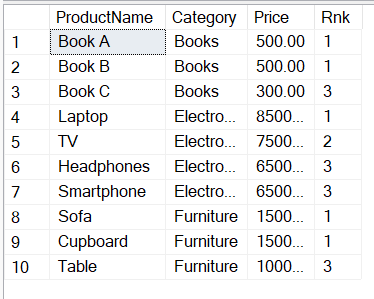 ProductName Category Price Rnk
1 Book A Books 500.00 1
2 Book B Books 500.00 1
3 Book C Books 300.00 3
4 Laptop Electro... 8500... 1
5 TV Electro... 7500... 2
6 Headphones Electro... 6500... 3
7 Smartphone Electro... 6500... 3
8 Sofa Furniture 1500... 1
9 Cupboard Furniture 1500... 1
10 Table Furniture 1000... 3